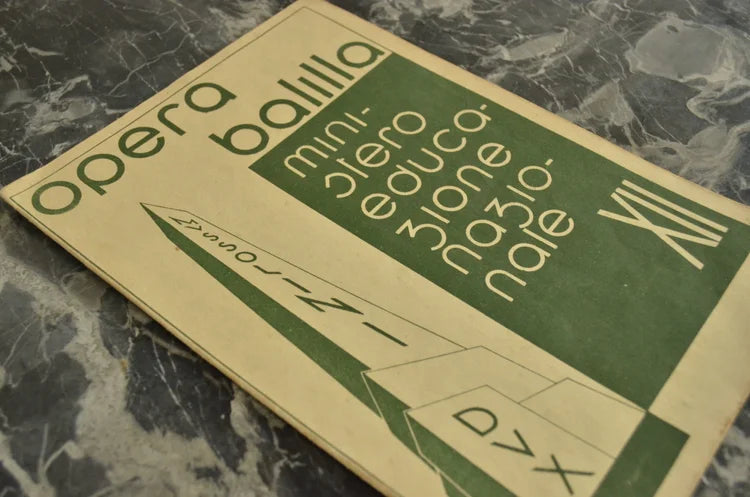 opera
balilla
mini-
stero
educa-
zione
nazio-
nale
XII
MUSSOLINI
DVX